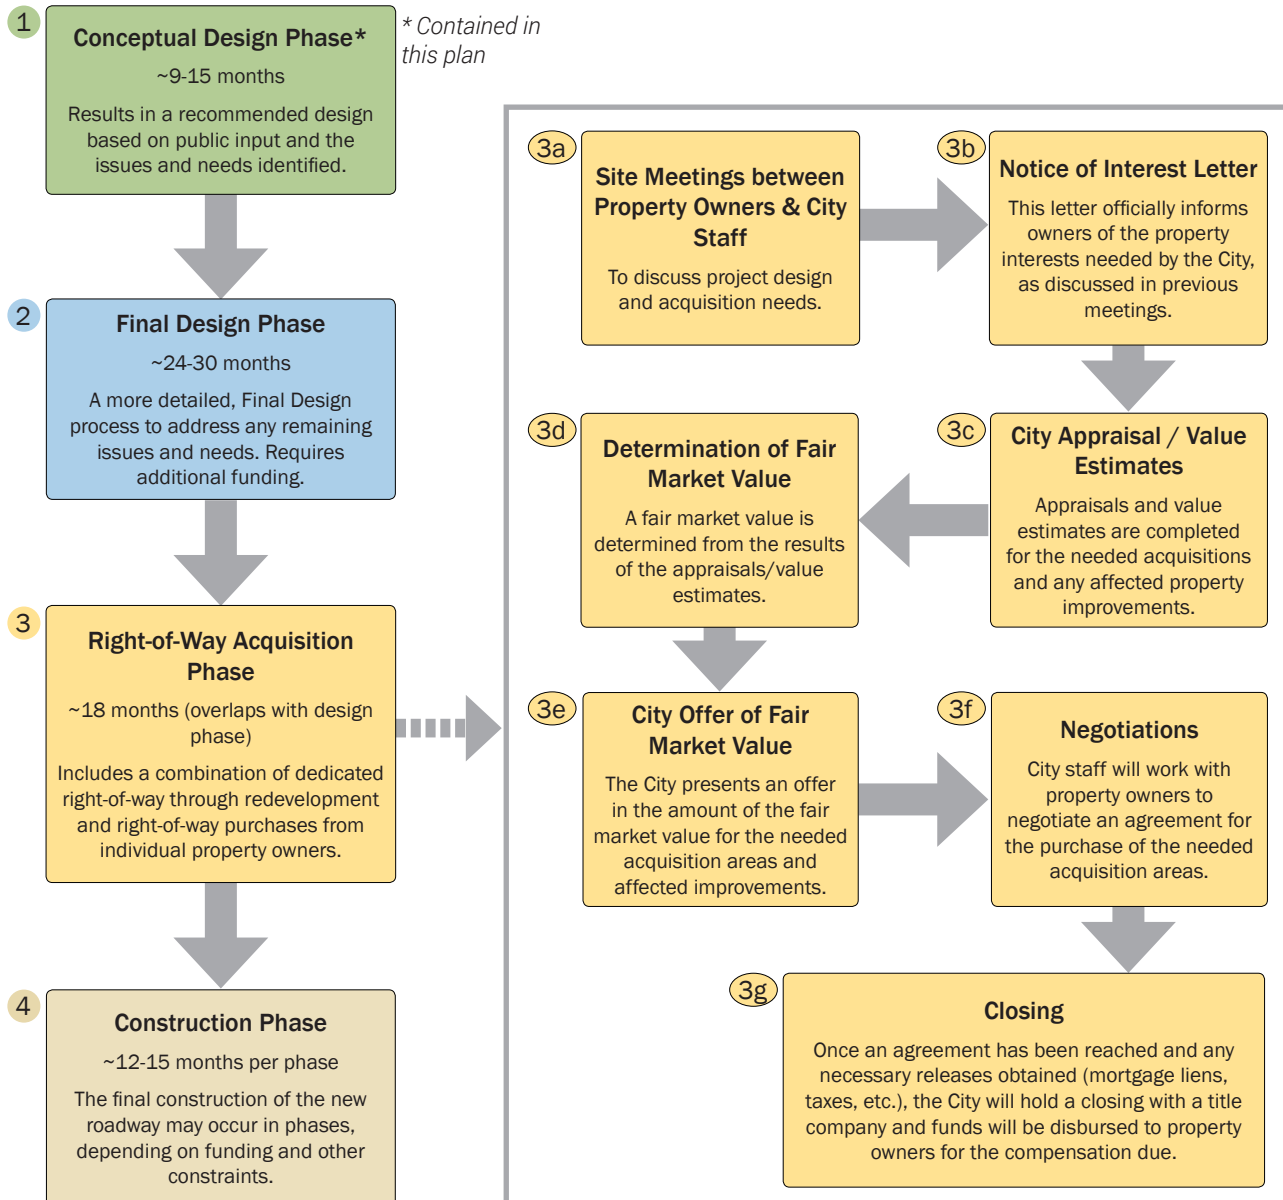 1
Conceptual Design Phase*
~9-15 months
Results in a recommended design
based on public input and the
issues and needs identified.
* Contained in
this plan
2
Final Design Phase
~24-30 months
A more detailed, Final Design
process to address any remaining
issues and needs. Requires
additional funding.
3
Right-of-Way Acquisition
Phase
~18 months (overlaps with design
phase)
Includes a combination of dedicated
right-of-way through redevelopment
and right-of-way purchases from
individual property owners.
4
Construction Phase
~12-15 months per phase
The final construction of the new
roadway may occur in phases,
depending on funding and other
constraints.
3a
Site Meetings between
Property Owners & City
Staff
To discuss project design
and acquisition needs.
3b
Notice of Interest Letter
This letter officially informs
owners of the property
interests needed by the City,
as discussed in previous
meetings.
3c
City Appraisal / Value
Estimates
Appraisals and value
estimates are completed
for the needed acquisitions
and any affected property
improvements.
3d
Determination of Fair
Market Value
A fair market value is
determined from the results
of the appraisals/value
estimates.
3e
City Offer of Fair
Market Value
The City presents an offer
in the amount of the fair
market value for the needed
acquisition areas and
affected improvements.
3f
Negotiations
City staff will work with
property owners to
negotiate an agreement for
the purchase of the needed
acquisition areas.
3g
Closing
Once an agreement has been reached and any
necessary releases obtained (mortgage liens,
taxes, etc.), the City will hold a closing with a title
company and funds will be disbursed to property
owners for the compensation due.